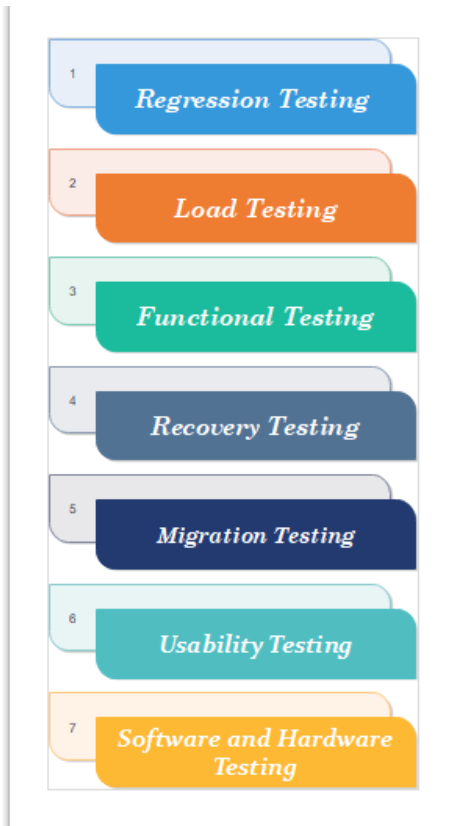 1
Regression Testing
2
Load Testing
3
Functional Testing
4
Recovery Testing
5
Migration Testing
6
Usability Testing
7
Software and Hardware
Testing